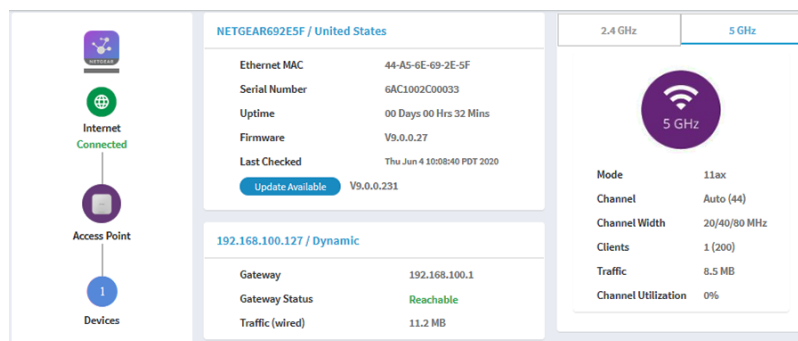 NETGEAR
Internet
Connected
Access Point
1
Devices
NETGEAR692E5F / United States
Ethernet MAC 44-A5-6E-69-2E-5F
Serial Number 6AC1002C00033
Uptime 00 Days 00 Hrs 32 Mins
Firmware V9.0.0.27
Last Checked Thu Jun 4 10:08:40 PDT 2020
Update Available V9.0.0.231
192.168.100.127 / Dynamic
Gateway 192.168.100.1
Gateway Status Reachable
Traffic (wired) 11.2 MB
2.4 GHz 5 GHz
5 GHz
Mode 11ax
Channel Auto (44)
Channel Width 20/40/80 MHz
Clients 1 (200)
Traffic 8.5 MB
Channel Utilization 0%